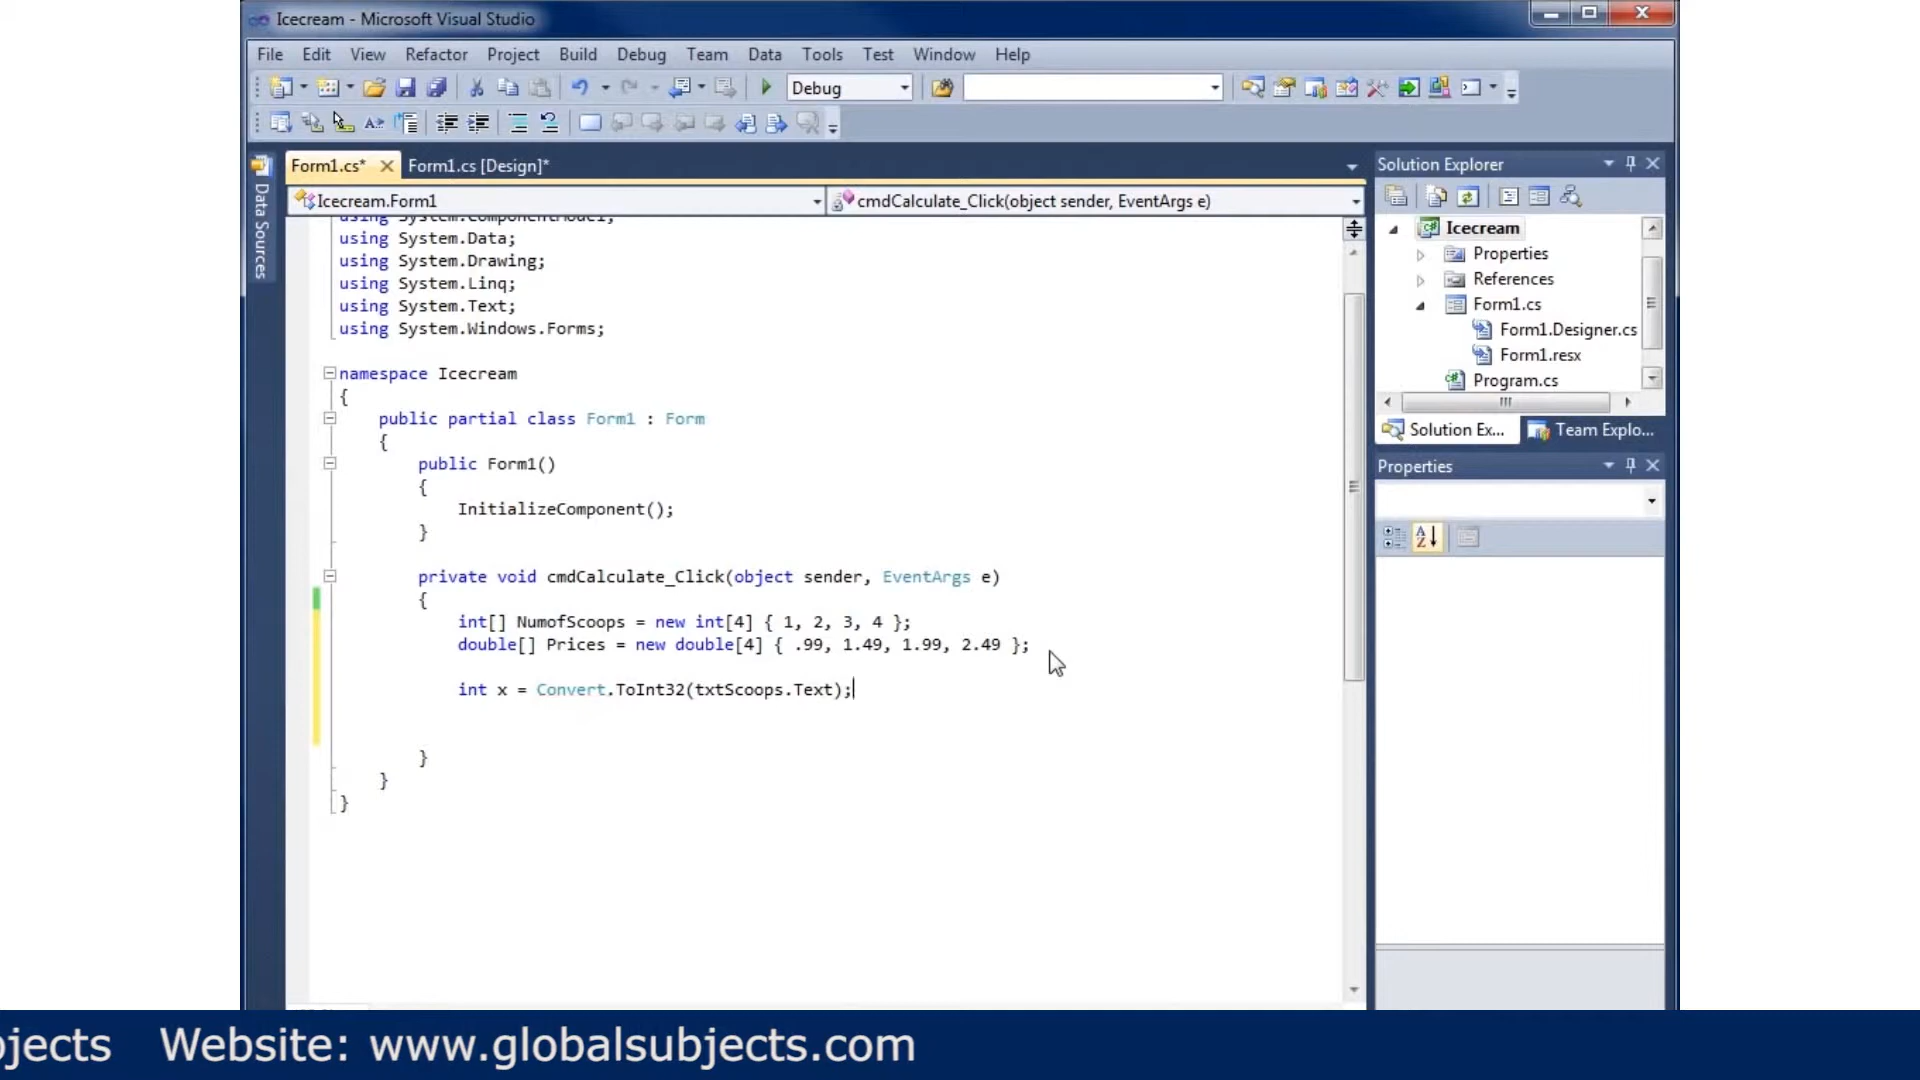 Icecream - Microsoft Visual Studio
File Edit View Refactor Project Build Debug Team Data Tools Test Window Help
Debug
Form1.cs* Form1.cs [Design]*
Solution Explorer
Data Sources
Icecream.Form1
cmdCalculate_Click(object sender, EventArgs e)
using System.ComponentModel;
using System.Data;
using System.Drawing;
using System.Linq;
using System.Text;
using System.Windows.Forms;
namespace Icecream
{
public partial class Form1 : Form
{
public Form1()
{
InitializeComponent();
}
private void cmdCalculate_Click(object sender, EventArgs e)
{
int[] NumofScoops = new int[4] { 1, 2, 3, 4 };
double[] Prices = new double[4] { .99, 1.49, 1.99, 2.49 };
int x = Convert.ToInt32(txtScoops.Text);
}
}
}
Icecream
Properties
References
Form1.cs
Form1.Designer.cs
Form1.resx
Program.cs
Solution Ex... Team Explo...
Properties
bjects Website: www.globalsubjects.com